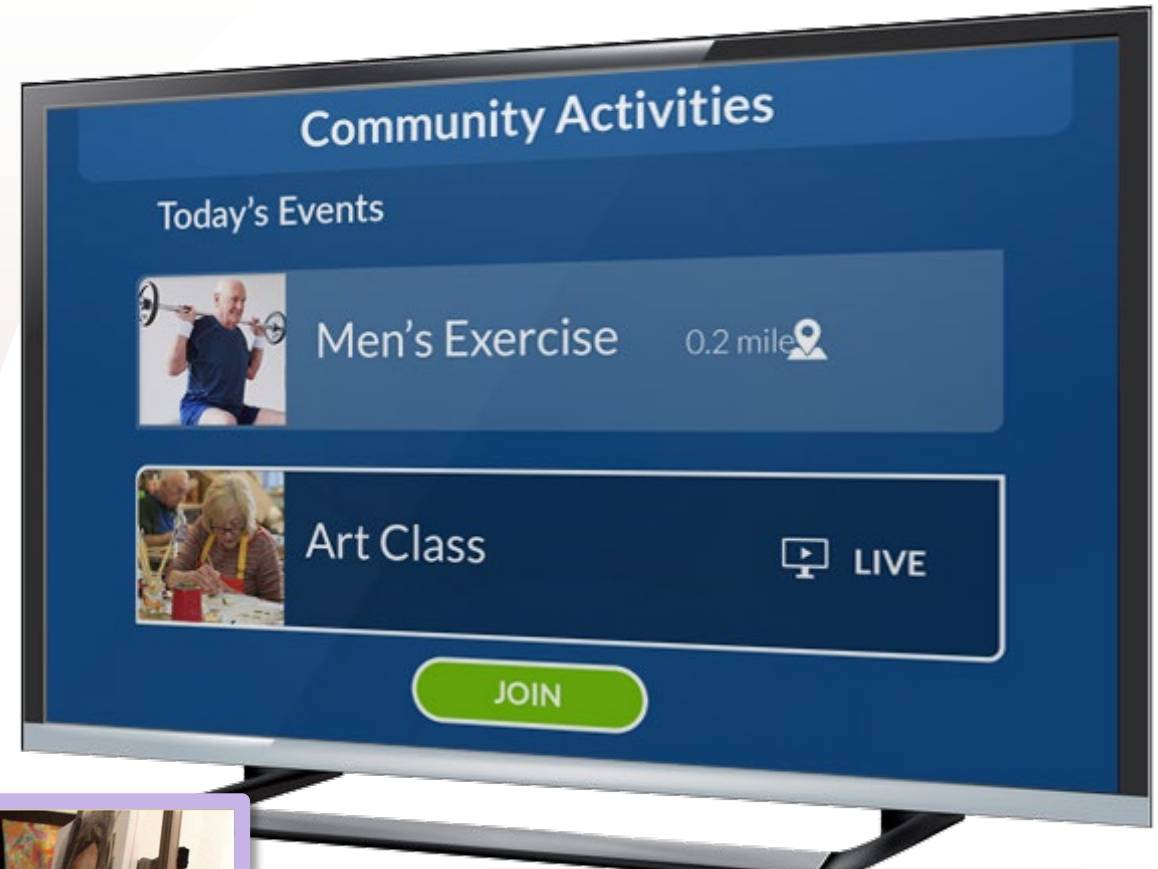 Community Activities
Today's Events
Men's Exercise 0.2 mile
Art Class LIVE
JOIN